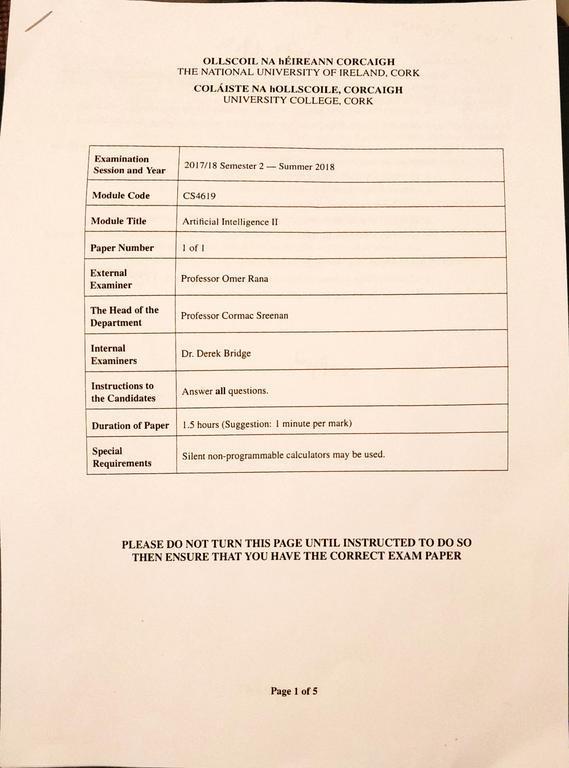 OLLSCOIL NA hÉIREANN CORCAIGH
THE NATIONAL UNIVERSITY OF IRELAND, CORK
COLÁISTE NA hOLLSCOILE, CORCAIGH
UNIVERSITY COLLEGE, CORK
Examination
Session and Year
2017/18 Semester 2 — Summer 2018
Module Code
CS4619
Module Title
Artificial Intelligence II
Paper Number
1 of 1
External
Examiner
Professor Omer Rana
The Head of the
Department
Professor Cormac Sreenan
Internal
Examiners
Dr. Derek Bridge
Instructions to
the Candidates
Answer all questions.
Duration of Paper
1.5 hours (Suggestion: 1 minute per mark)
Special
Requirements
Silent non-programmable calculators may be used.
PLEASE DO NOT TURN THIS PAGE UNTIL INSTRUCTED TO DO SO
THEN ENSURE THAT YOU HAVE THE CORRECT EXAM PAPER
Page 1 of 5